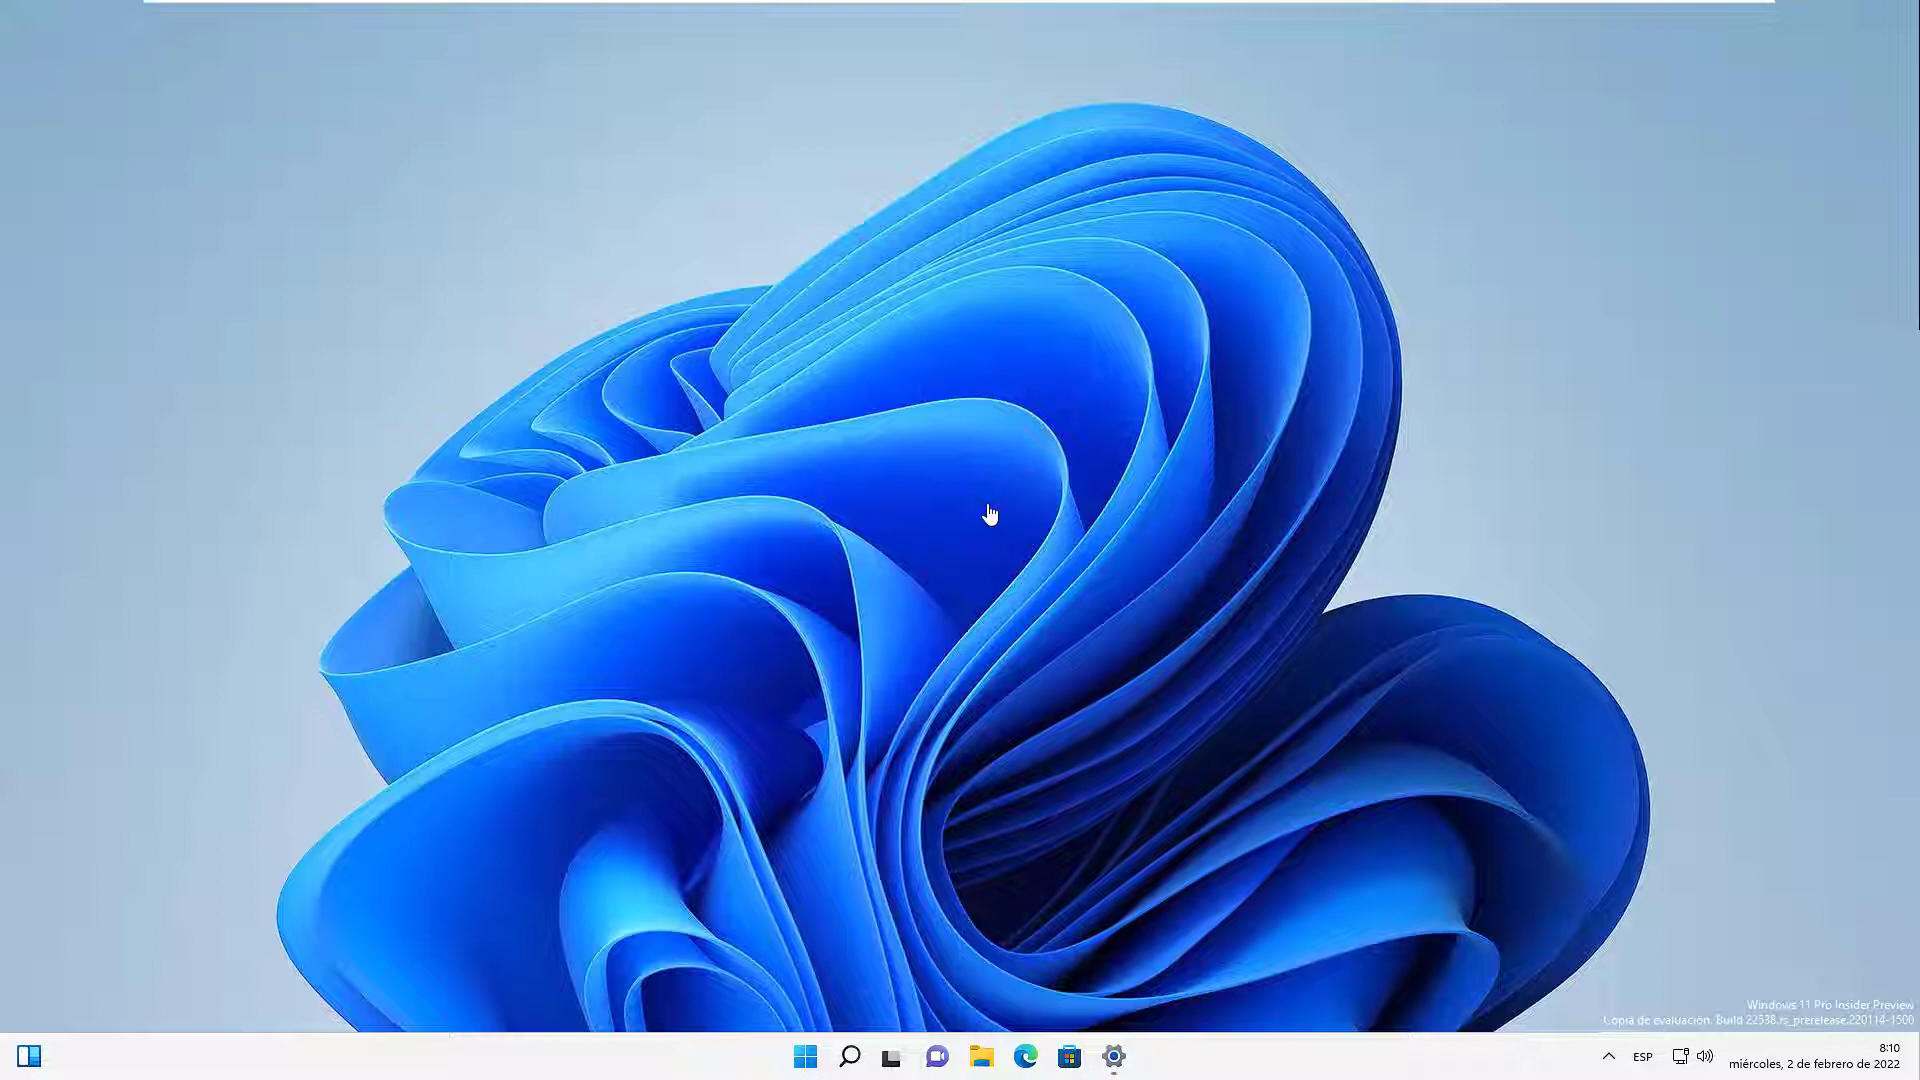 Windows 11 Pro Insider Preview
Copia de evaluación. Build 22538.rs_prerelease.220114-1500
ESP
8:10
miércoles, 2 de febrero de 2022